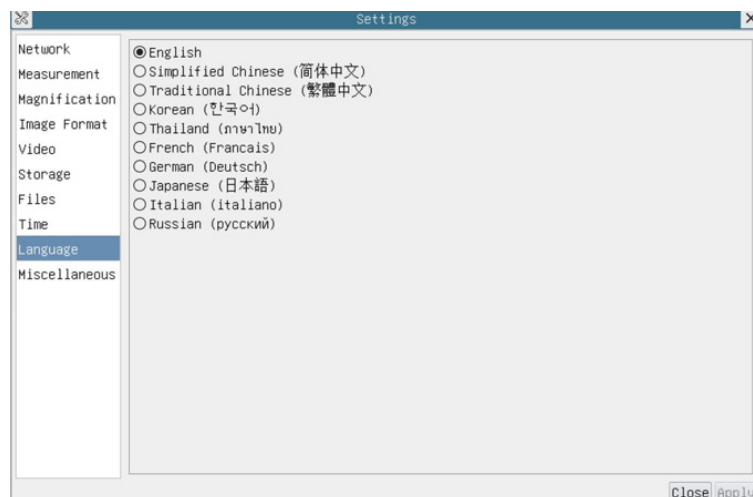 Settings
Network
Measurement
Magnification
Image Format
Video
Storage
Files
Time
Language
Miscellaneous
English
Simplified Chinese (简体中文)
Traditional Chinese (繁體中文)
Korean (한국어)
Thailand (ภาษาไทย)
French (Francais)
German (Deutsch)
Japanese (日本語)
Italian (italiano)
Russian (русский)
Close Apply